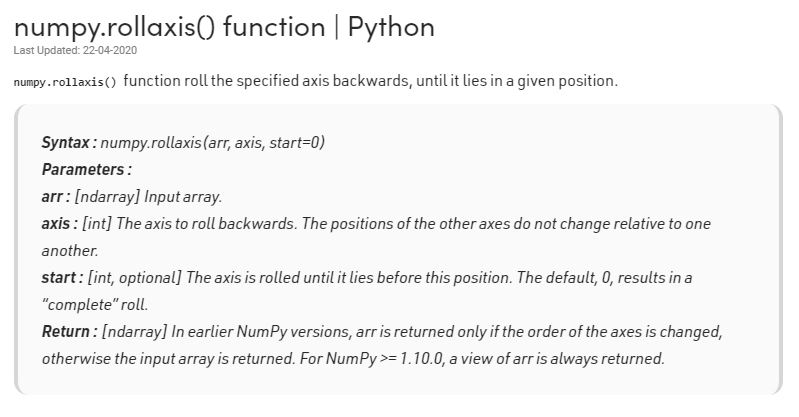 numpy.rollaxis() function | Python
Last Updated: 22-04-2020
numpy.rollaxis() function roll the specified axis backwards, until it lies in a given position.
Syntax : numpy.rollaxis(arr, axis, start=0)
Parameters :
arr : [ndarray] Input array.
axis : [int] The axis to roll backwards. The positions of the other axes do not change relative to one
another.
start : [int, optional] The axis is rolled until it lies before this position. The default, 0, results in a
“complete” roll.
Return : [ndarray] In earlier NumPy versions, arr is returned only if the order of the axes is changed,
otherwise the input array is returned. For NumPy >= 1.10.0, a view of arr is always returned.